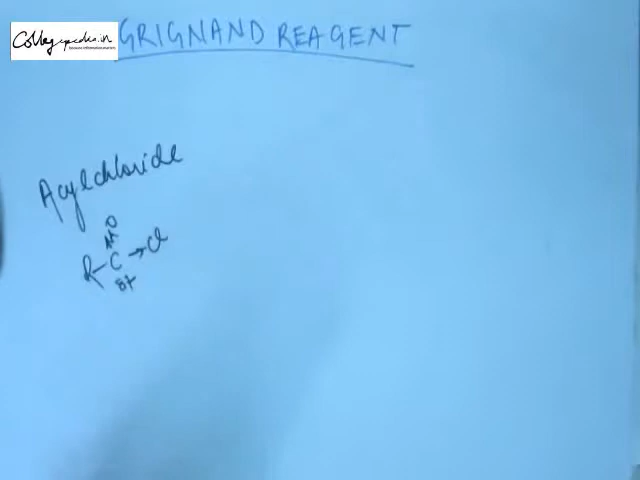 Collegepedia.in
GRIGNAND REAGENT
Acylchloride
O
R-C→Cl
δ+